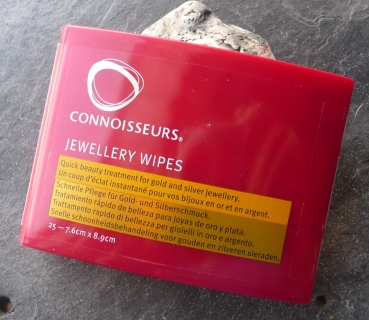 CONNOISSEURS®
JEWELLERY WIPES
Quick beauty treatment for gold and silver jewellery.
Un coup d'éclat instantané pour vos bijoux en or et en argent.
Schnelle Pflege für Gold- und Silberschmuck.
Tratamiento rápido de belleza para joyas de oro y plata.
Trattamento rapido di bellezza per gioielli in oro e argento.
Snelle schoonheidsbehandeling voor gouden en zilveren sieraden.
25 – 7.6cm x 8.9cm